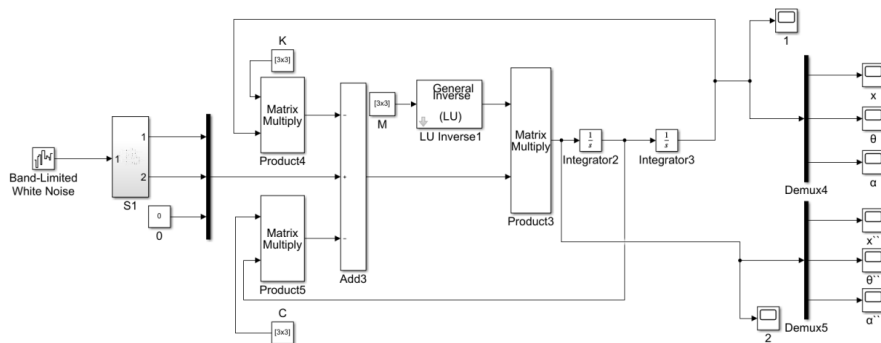 K
[3x3]
Matrix
Multiply
Product4
[3x3]
M
General
Inverse
(LU)
LU Inverse1
Matrix
Multiply
Product3
1
s
Integrator2
1
s
Integrator3
1
x
θ
α
Demux4
Band-Limited
White Noise
1
1
2
S1
0
0
−
+
−
Add3
Matrix
Multiply
Product5
C
[3x3]
x``
θ``
α``
Demux5
2